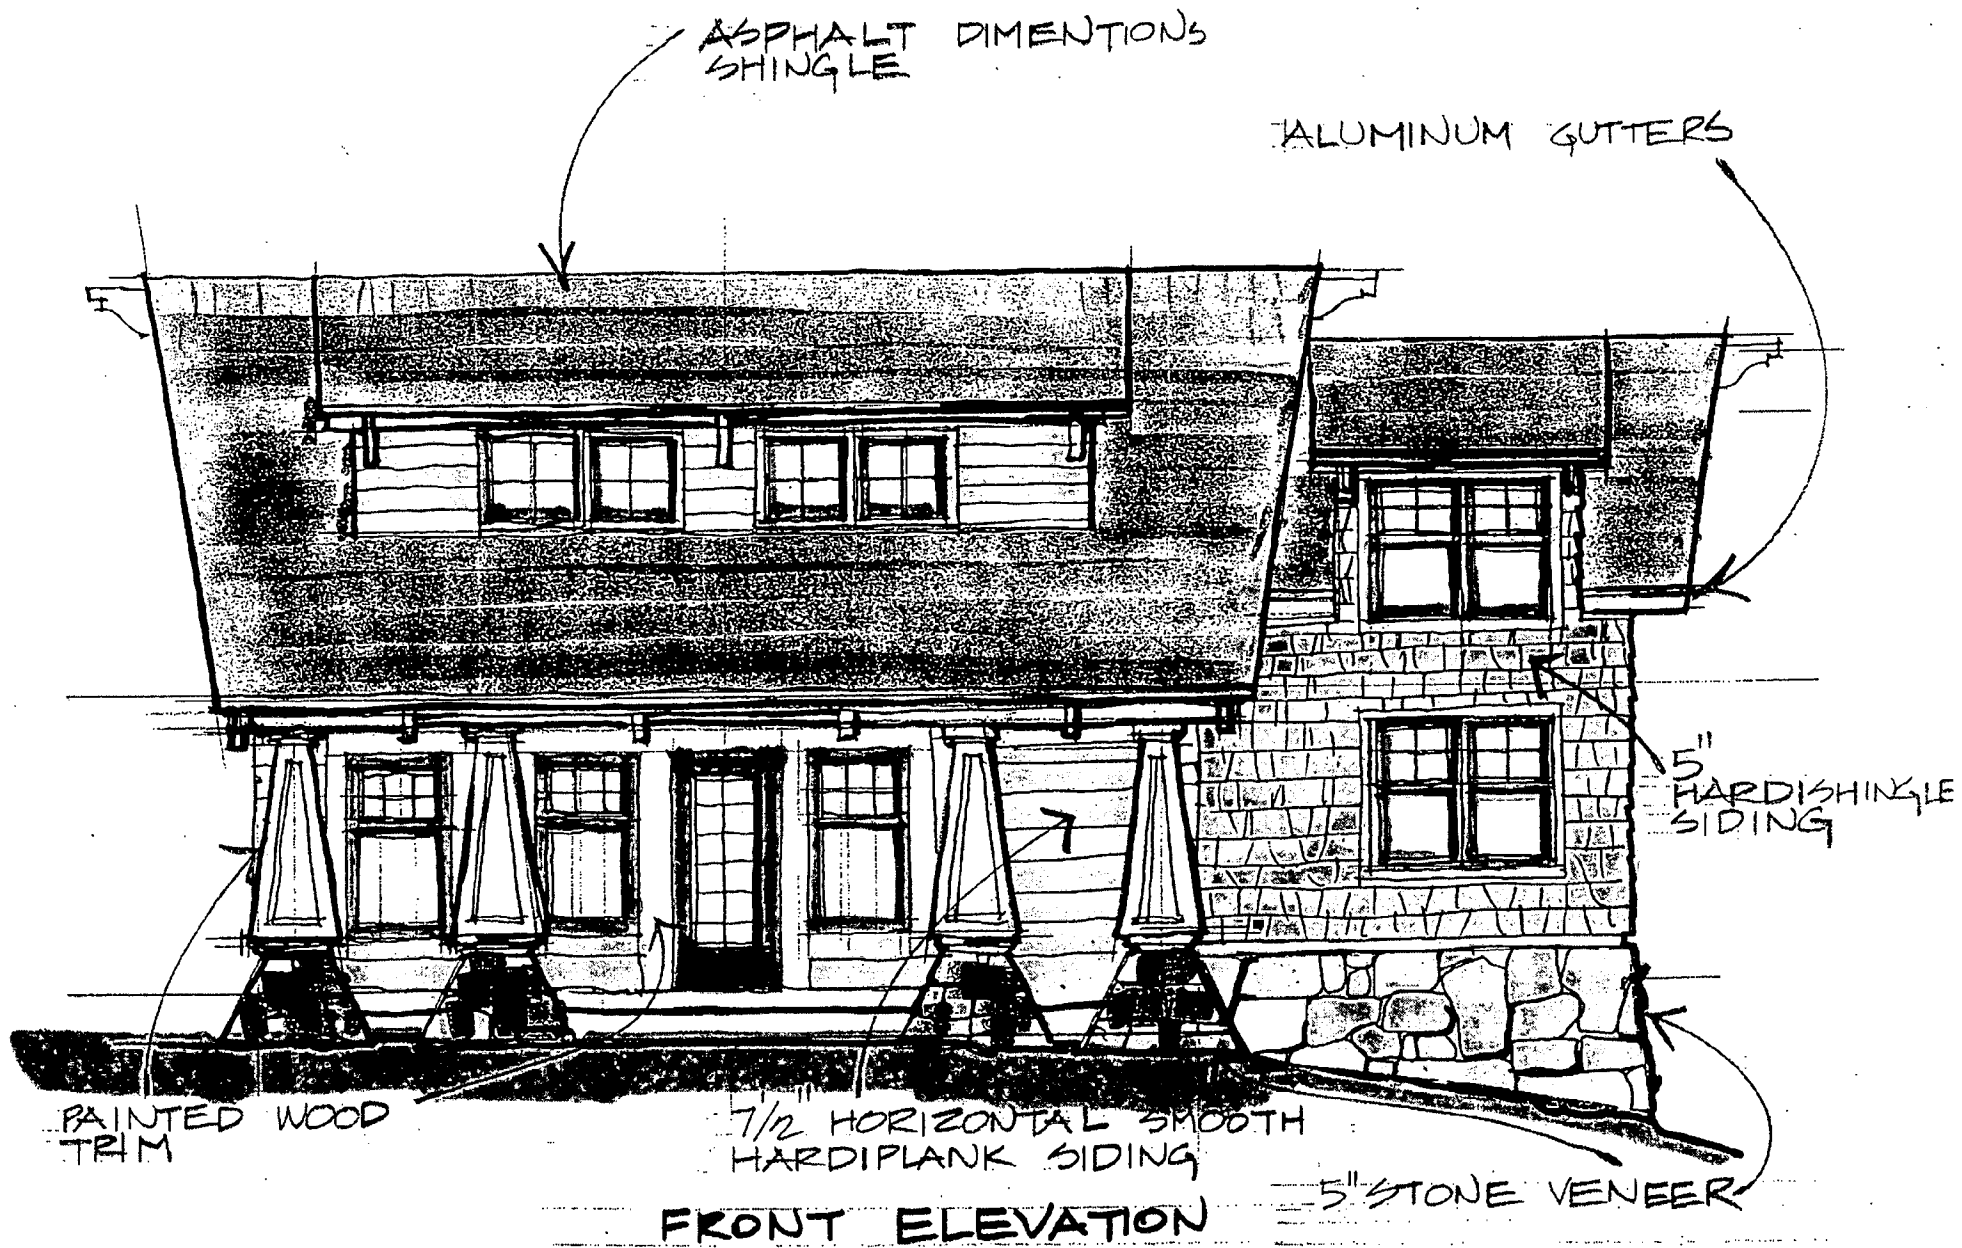 ASPHALT DIMENTIONS
SHINGLE
ALUMINUM GUTTERS
5"
HARDISHINGLE
SIDING
PAINTED WOOD
TRIM
7 1/2" HORIZONTAL SMOOTH
HARDIPLANK SIDING
5" STONE VENEER
FRONT ELEVATION